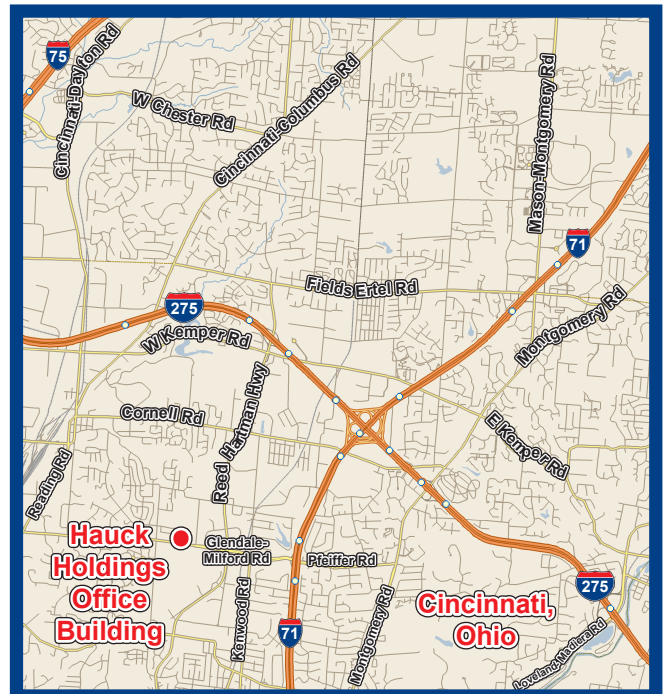 75
Cincinnati-Dayton Rd
W Chester Rd
Cincinnati-Columbus Rd
Mason-Montgomery Rd
71
Fields Ertel Rd
275
W Kemper Rd
Montgomery Rd
Cornell Rd
Reed Hartman Hwy
E Kemper Rd
Reading Rd
Hauck
Holdings
Office
Building
Glendale-
Milford Rd
Pfeiffer Rd
Kenwood Rd
71
Montgomery Rd
Cincinnati,
Ohio
275
Loveland-Madiera Rd